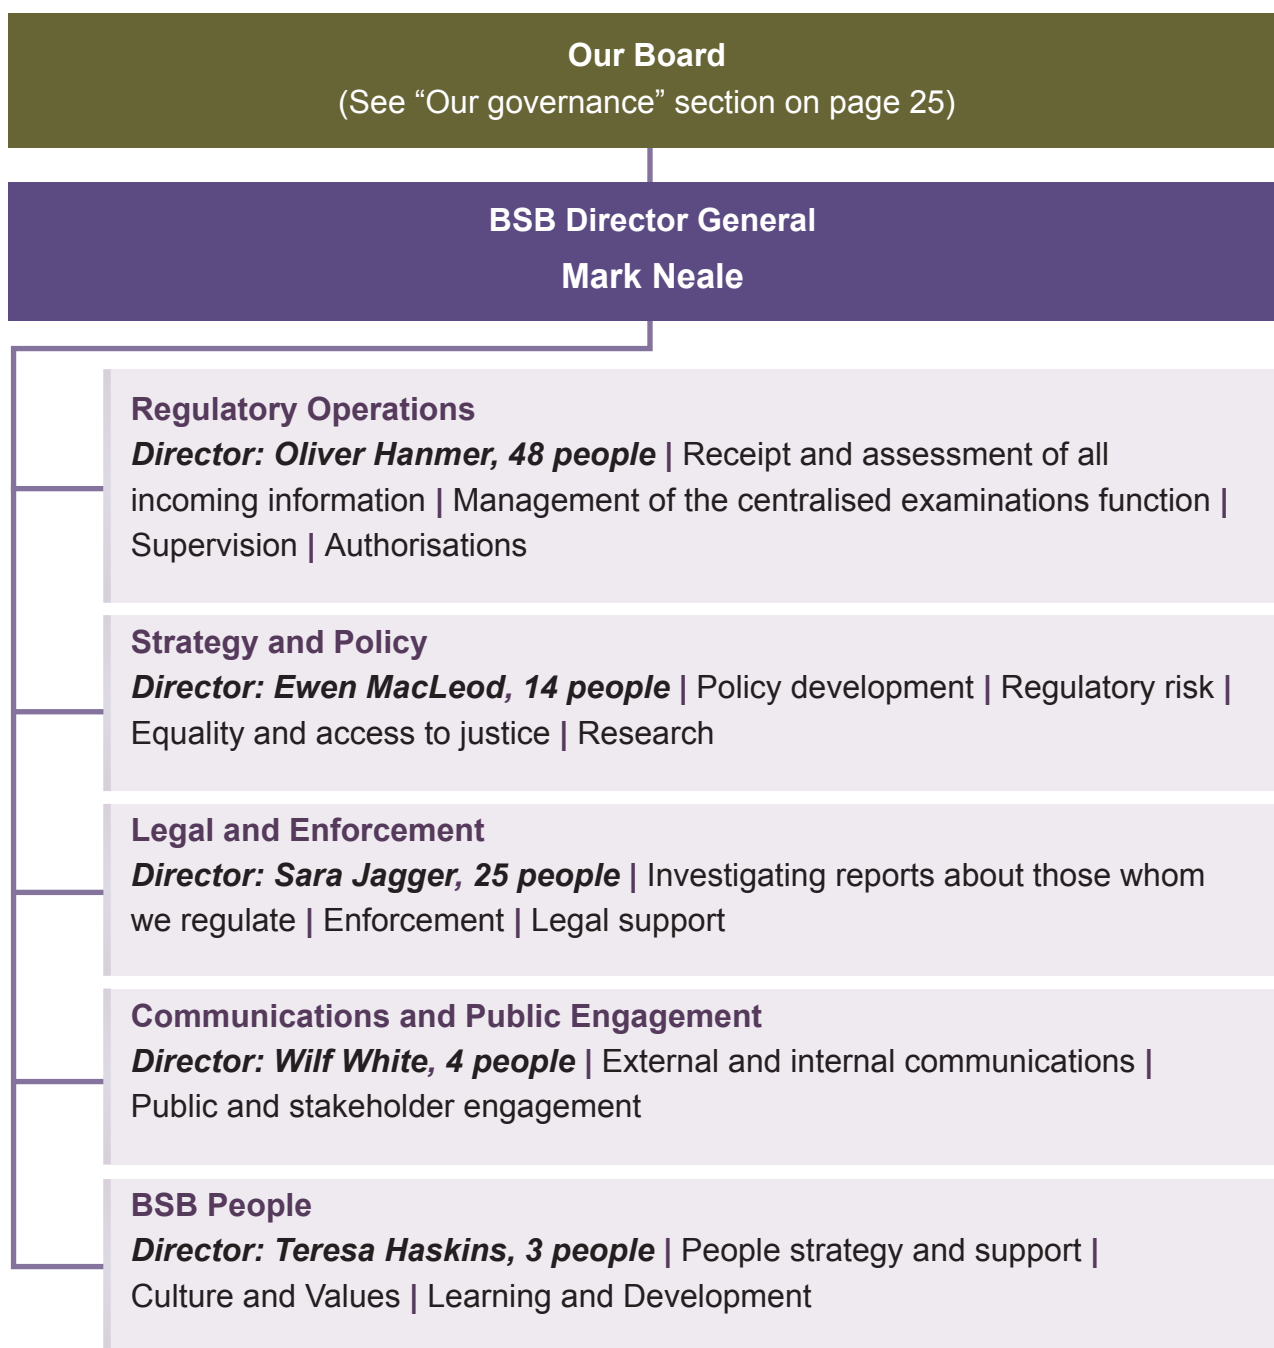 Our Board
(See “Our governance” section on page 25)
BSB Director General
Mark Neale
Regulatory Operations
Director: Oliver Hanmer, 48 people | Receipt and assessment of all
incoming information | Management of the centralised examinations function |
Supervision | Authorisations
Strategy and Policy
Director: Ewen MacLeod, 14 people | Policy development | Regulatory risk |
Equality and access to justice | Research
Legal and Enforcement
Director: Sara Jagger, 25 people | Investigating reports about those whom
we regulate | Enforcement | Legal support
Communications and Public Engagement
Director: Wilf White, 4 people | External and internal communications |
Public and stakeholder engagement
BSB People
Director: Teresa Haskins, 3 people | People strategy and support |
Culture and Values | Learning and Development